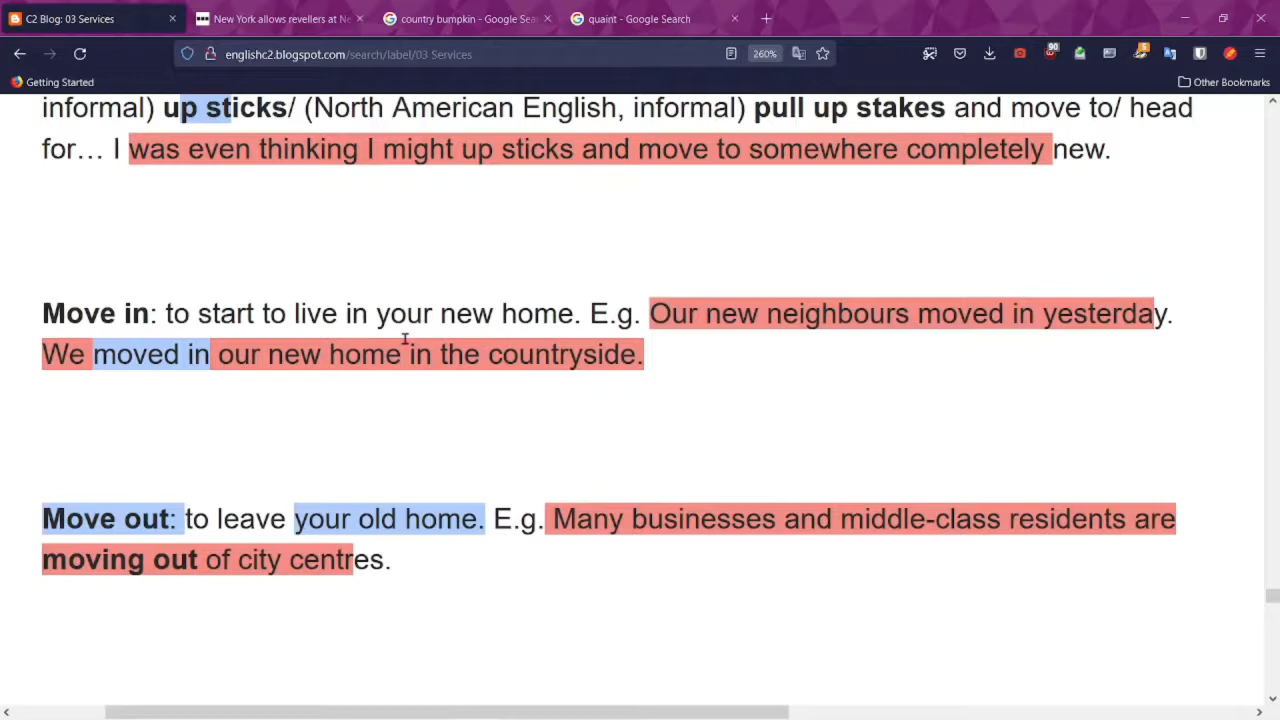 C2 Blog: 03 Services
New York allows revellers at Ne
country bumpkin - Google Sea
quaint - Google Search
englishc2.blogspot.com/search/label/03 Services
260%
90
5
Getting Started
Other Bookmarks
informal) up sticks/ (North American English, informal) pull up stakes and move to/ head
for… I was even thinking I might up sticks and move to somewhere completely new.
Move in: to start to live in your new home. E.g. Our new neighbours moved in yesterday.
We moved in our new home in the countryside.
Move out: to leave your old home. E.g. Many businesses and middle-class residents are
moving out of city centres.